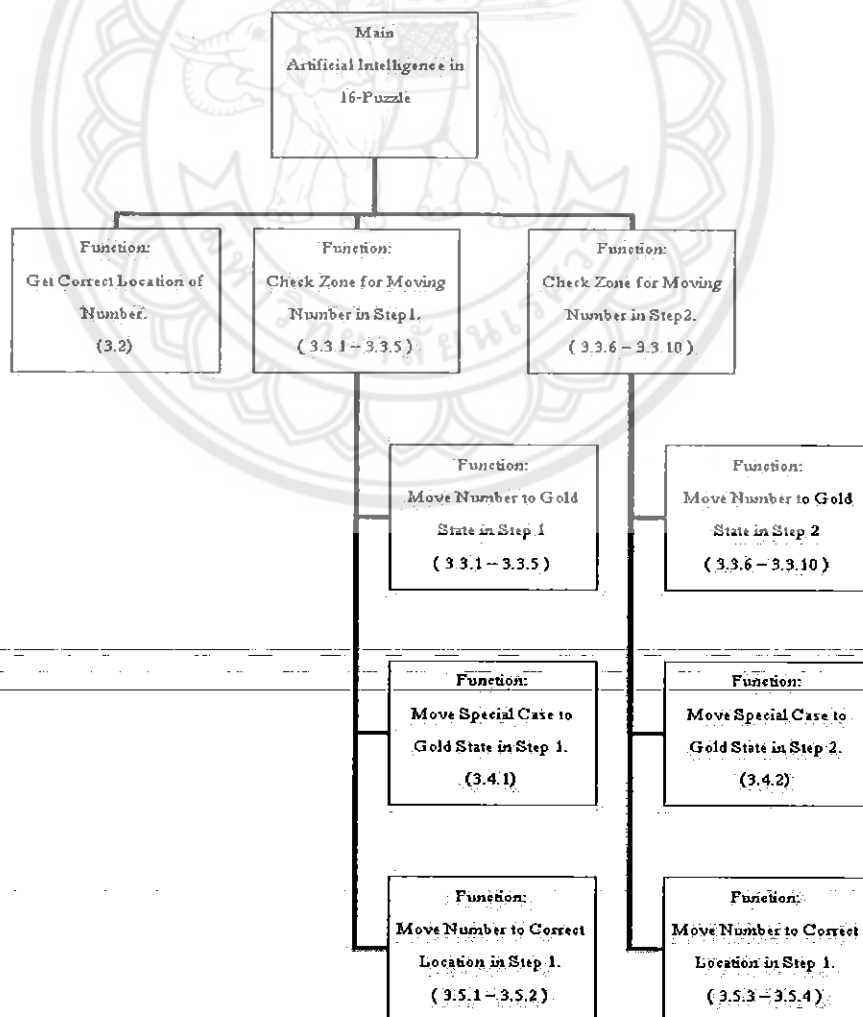 Main
Artificial Intelligence in
16-Puzzle
Function:
Get Correct Location of
Number.
(3.2)
Function:
Check Zone for Moving
Number in Step1.
( 3.3.1 – 3.3.5 )
Function:
Check Zone for Moving
Number in Step2.
( 3.3.6 – 3.3.10 )
Function:
Move Number to Gold
State in Step 1
( 3.3.1 – 3.3.5 )
Function:
Move Number to Gold
State in Step 2
( 3.3.6 – 3.3.10 )
Function:
Move Special Case to
Gold State in Step 1.
(3.4.1)
Function:
Move Special Case to
Gold State in Step 2.
(3.4.2)
Function:
Move Number to Correct
Location in Step 1.
( 3.5.1 – 3.5.2 )
Function:
Move Number to Correct
Location in Step 1.
( 3.5.3 – 3.5.4 )